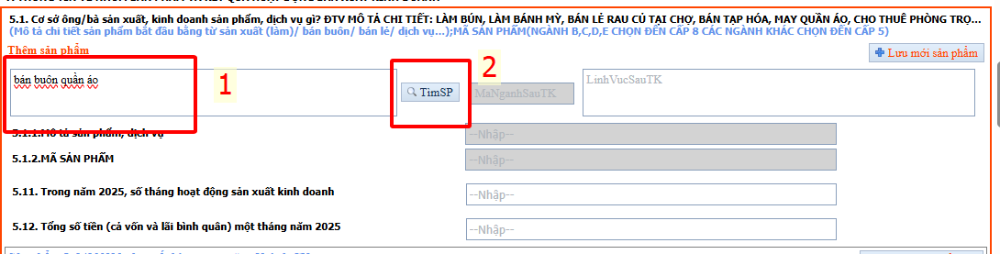 5.1. Cơ sở ông/bà sản xuất, kinh doanh sản phẩm, dịch vụ gì? ĐTV MÔ TẢ CHI TIẾT: LÀM BÚN, LÀM BÁNH MỲ, BÁN LẺ RAU CỦ TẠI CHỢ, BÁN TẠP HÓA, MAY QUẦN ÁO, CHO THUÊ PHÒNG TRỌ...
(Mô tả chi tiết sản phẩm bắt đầu bằng từ sản xuất (làm)/ bán buôn/ bán lẻ/ dịch vụ...);MÃ SẢN PHẨM(NGÀNH B,C,D,E CHỌN ĐẾN CẤP 8 CÁC NGÀNH KHÁC CHỌN ĐẾN CẤP 5)
Thêm sản phẩm
Lưu mới sản phẩm
bán buôn quần áo
1
TìmSP
2
MaNganhSauTK
LinhVucSauTK
5.1.1.Mô tả sản phẩm, dịch vụ
--Nhập--
5.1.2.MÃ SẢN PHẨM
--Nhập--
5.11. Trong năm 2025, số tháng hoạt động sản xuất kinh doanh
--Nhập--
5.12. Tổng số tiền (cả vốn và lãi bình quân) một tháng năm 2025
--Nhập--